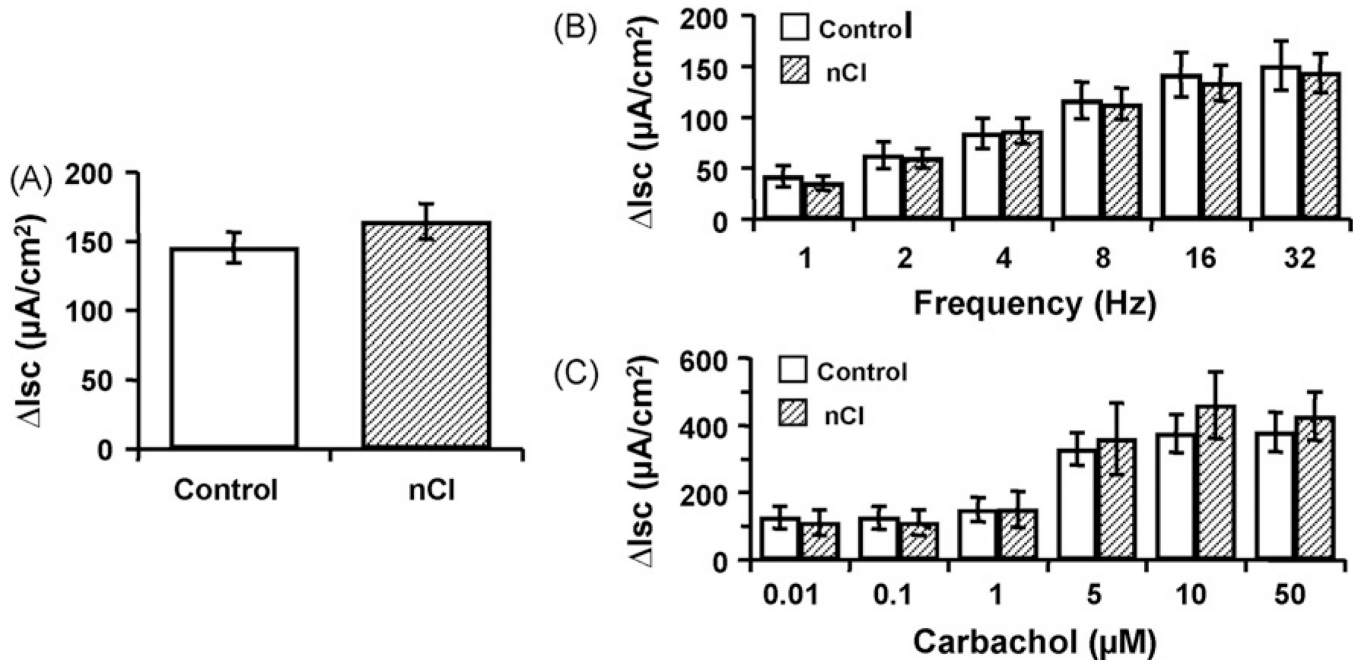 (A)
ΔIsc (µA/cm²)
200
150
100
50
0
Control
nCl
(B)
ΔIsc (µA/cm²)
200
150
100
50
0
Control
nCl
1 2 4 8 16 32
Frequency (Hz)
(C)
ΔIsc (µA/cm²)
600
400
200
0
Control
nCl
0.01 0.1 1 5 10 50
Carbachol (µM)